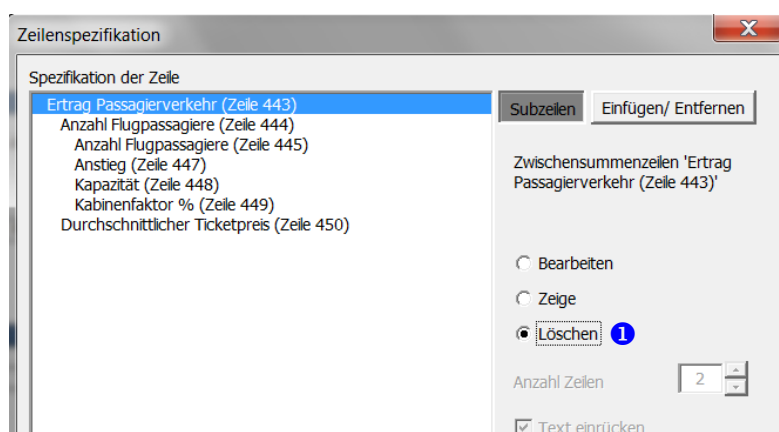 Zeilenspezifikation
X
Spezifikation der Zeile
Ertrag Passagierverkehr (Zeile 443)
Anzahl Flugpassagiere (Zeile 444)
Anzahl Flugpassagiere (Zeile 445)
Anstieg (Zeile 447)
Kapazität (Zeile 448)
Kabinenfaktor % (Zeile 449)
Durchschnittlicher Ticketpreis (Zeile 450)
Subzeilen Einfügen/ Entfernen
Zwischensummenzeilen 'Ertrag
Passagierverkehr (Zeile 443)'
Bearbeiten
Zeige
Löschen 1
Anzahl Zeilen 2
Text einrücken